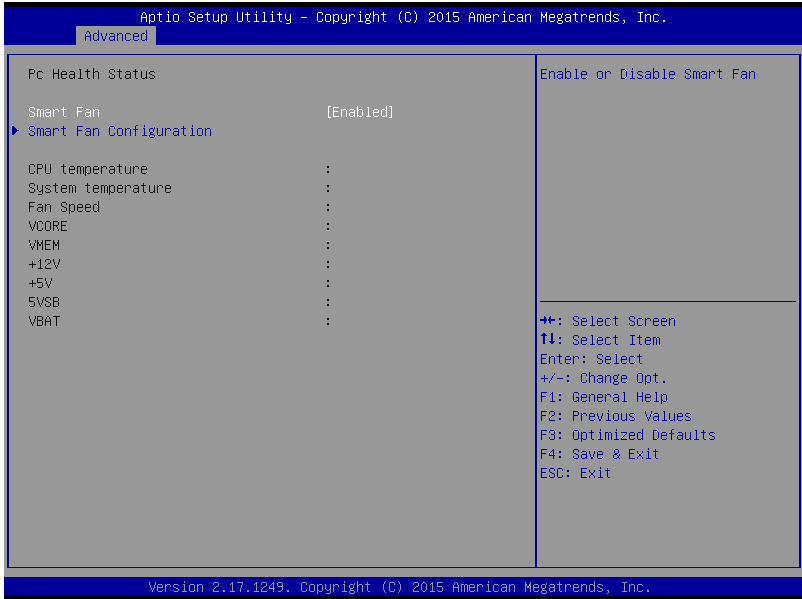 Aptio Setup Utility – Copyright (C) 2015 American Megatrends, Inc.
Advanced
Pc Health Status
Smart Fan [Enabled]
Smart Fan Configuration
CPU temperature :
System temperature :
Fan Speed :
VCORE :
VMEM :
+12V :
+5V :
5VSB :
VBAT :
Enable or Disable Smart Fan
→←: Select Screen
↑↓: Select Item
Enter: Select
+/-: Change Opt.
F1: General Help
F2: Previous Values
F3: Optimized Defaults
F4: Save & Exit
ESC: Exit
Version 2.17.1249. Copyright (C) 2015 American Megatrends, Inc.